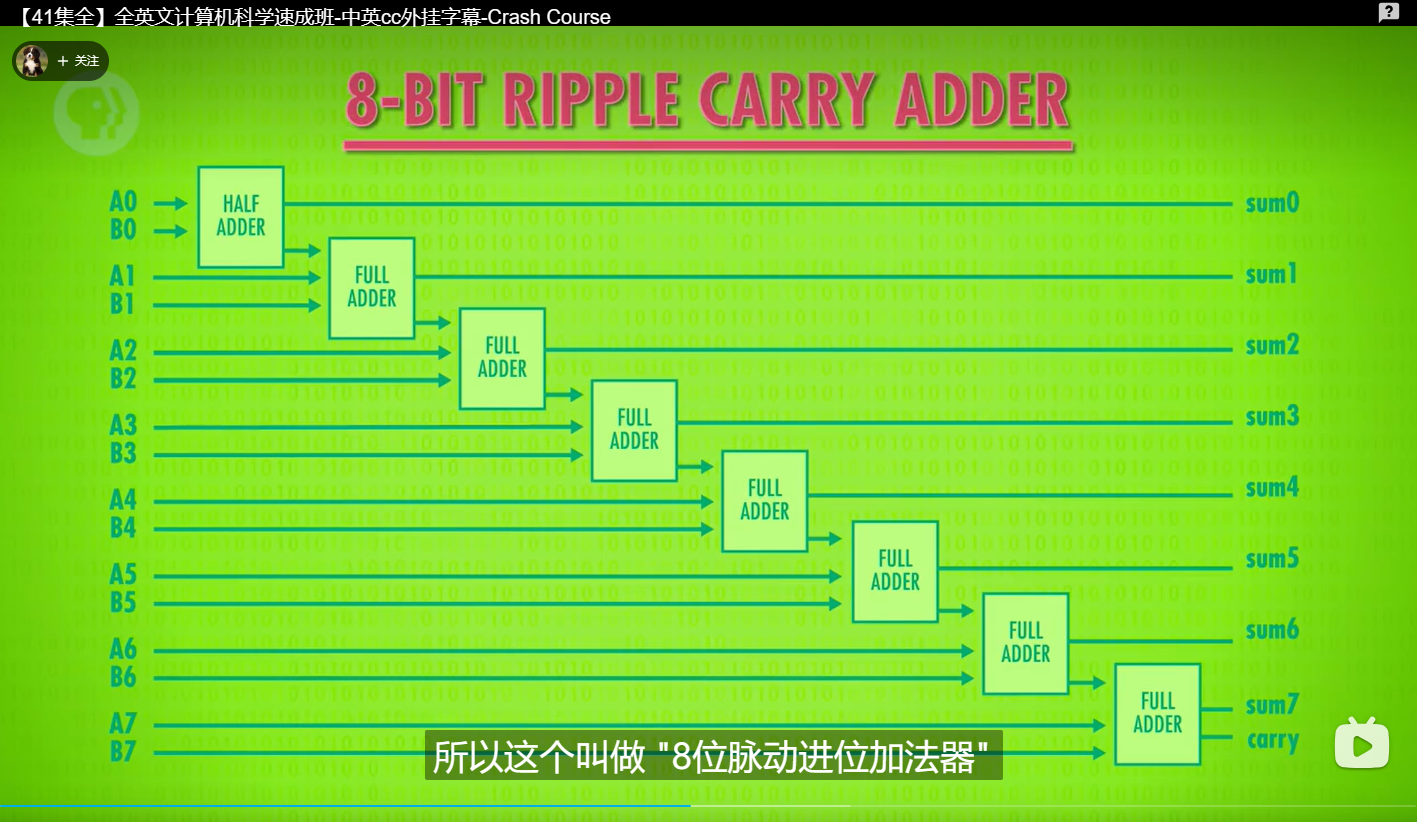 【41集全】全英文计算机科学速成班-中英cc外挂字幕-Crash Course
+ 关注
8-BIT RIPPLE CARRY ADDER
A0
B0
HALF
ADDER
sum0
A1
B1
FULL
ADDER
sum1
A2
B2
FULL
ADDER
sum2
A3
B3
FULL
ADDER
sum3
A4
B4
FULL
ADDER
sum4
A5
B5
FULL
ADDER
sum5
A6
B6
FULL
ADDER
sum6
A7
B7
FULL
ADDER
sum7
carry
所以这个叫做 "8位脉动进位加法器"